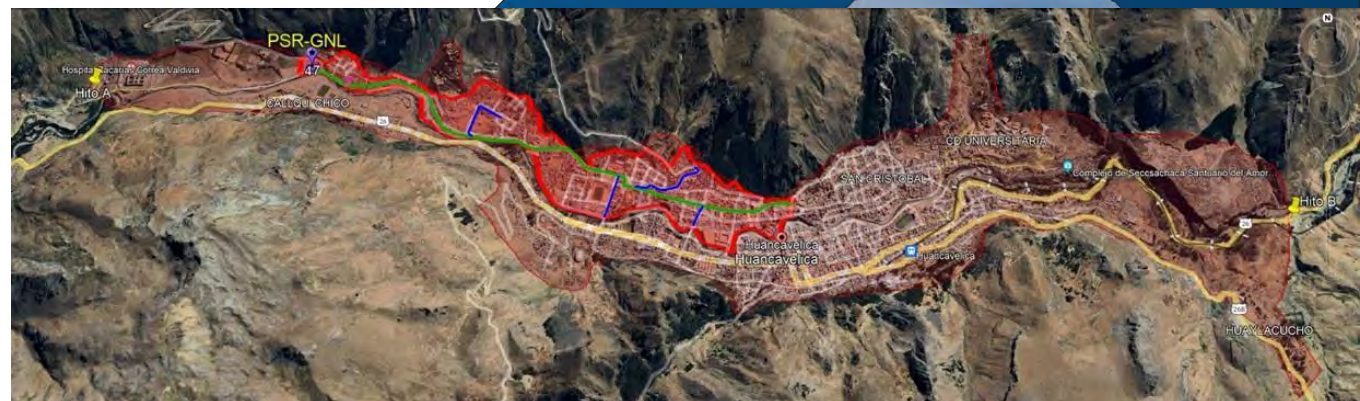 N
PSR-GNL
47
Hospital Zacarias Correa Valdivia
Hito A
CALLQUI CHICO
26
CD UNIVERSITARIA
Complejo de Seccsachaca Santuario del Amor
SAN CRISTOBAL
Hito B
26
Huancavelica
Huancavelica
Huancavelica
26B
HUAYLACUCHO